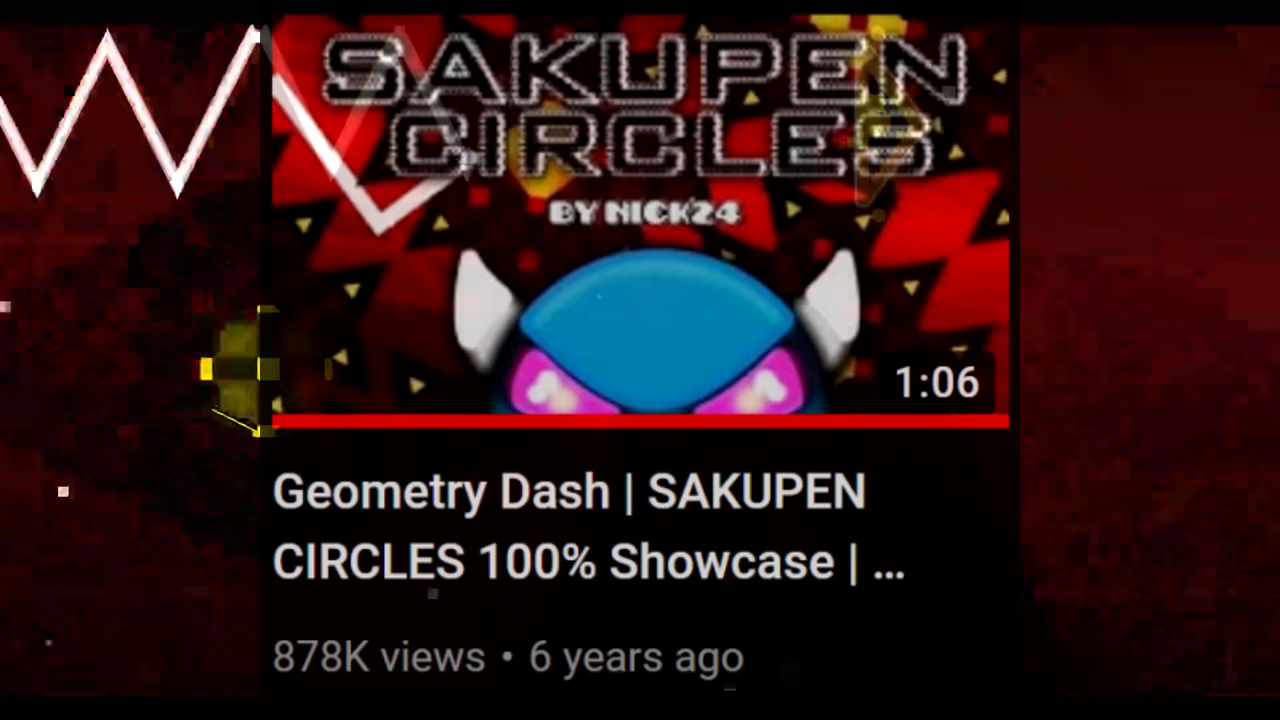 SAKUPEN
CIRCLES
BY NICK24
1:06
Geometry Dash | SAKUPEN
CIRCLES 100% Showcase | ...
878K views • 6 years ago